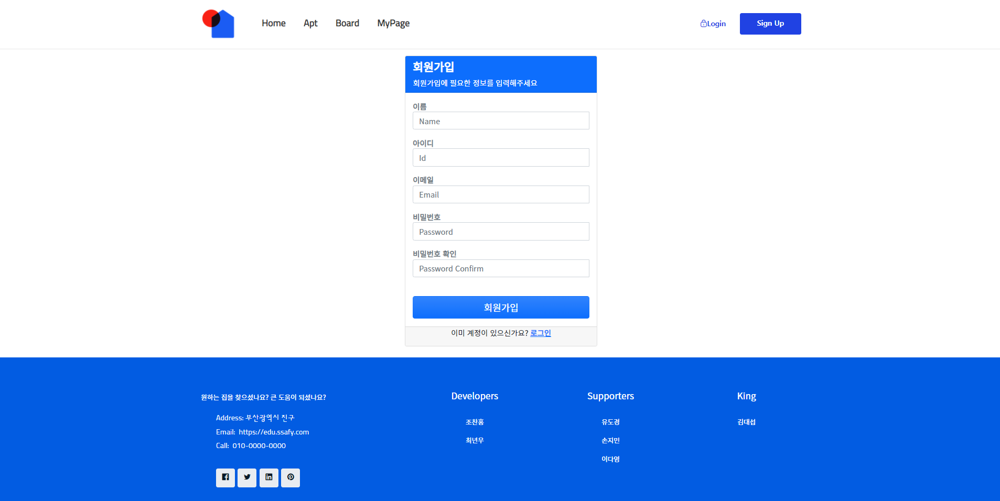 Home Apt Board MyPage Login Sign Up
회원가입
회원가입에 필요한 정보를 입력해주세요
이름
Name
아이디
Id
이메일
Email
비밀번호
Password
비밀번호 확인
Password Confirm
회원가입
이미 계정이 있으신가요? 로그인
원하는 집을 찾으셨나요? 큰 도움이 되셨나요?
Address: 부산광역시 진구
Email: https://edu.ssafy.com
Call: 010-0000-0000
Developers
조찬홍
최년우
Supporters
유도경
손지민
이다영
King
김대섭